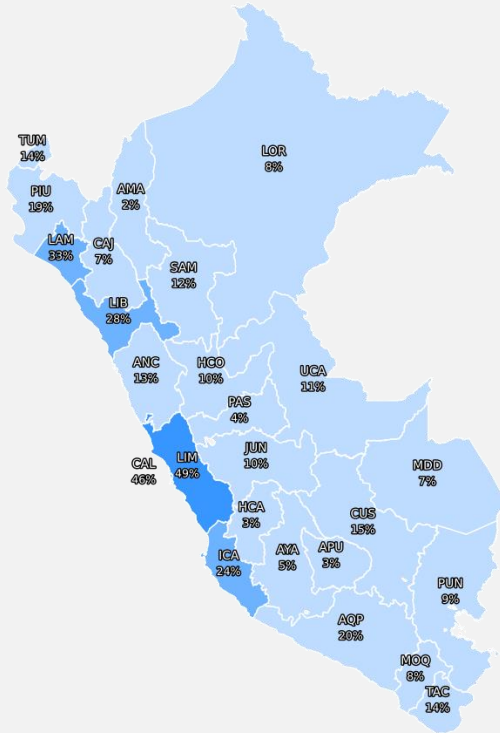 TUM
14%
LOR
8%
PIU
19%
AMA
2%
LAM
33%
CAJ
7%
SAM
12%
LIB
28%
ANC
13%
HCO
10%
UCA
11%
PAS
4%
JUN
10%
CAL
46%
LIM
49%
MDD
7%
HCA
3%
CUS
15%
ICA
24%
AYA
5%
APU
3%
PUN
9%
AQP
20%
MOQ
8%
TAC
14%